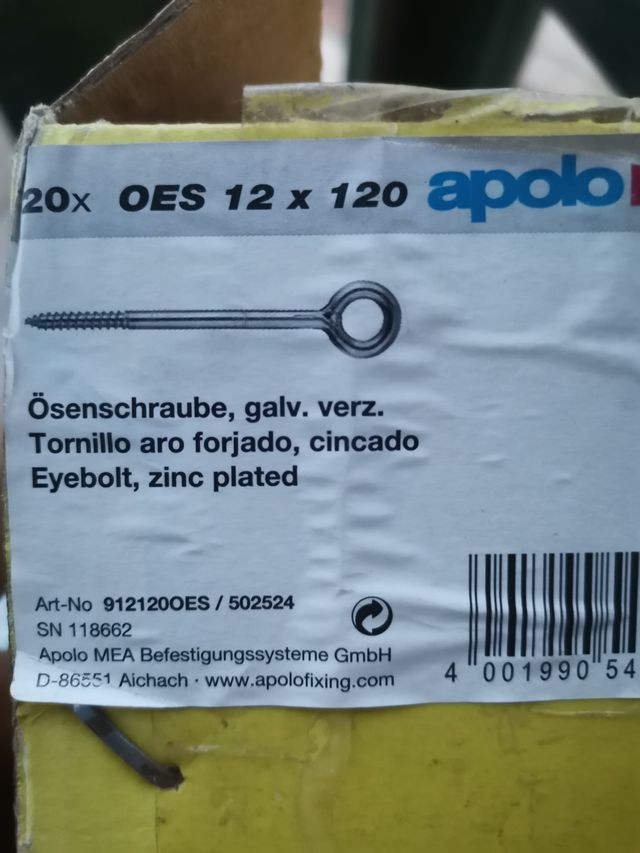 20x OES 12 x 120 apolo
Ösenschraube, galv. verz.
Tornillo aro forjado, cincado
Eyebolt, zinc plated
Art-No 912120OES / 502524
SN 118662
Apolo MEA Befestigungssysteme GmbH
D-86551 Aichach · www.apolofixing.com
4 001990 54